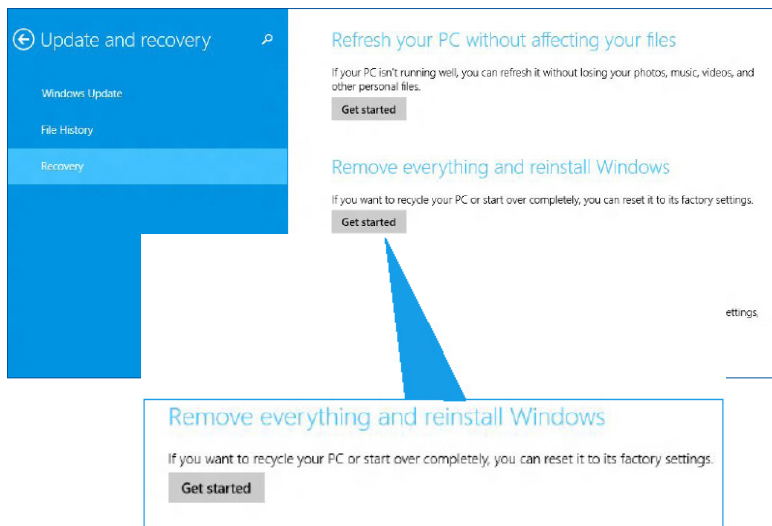 Update and recovery
Windows Update
File History
Recovery
Refresh your PC without affecting your files
If your PC isn't running well, you can refresh it without losing your photos, music, videos, and
other personal files.
Get started
Remove everything and reinstall Windows
If you want to recycle your PC or start over completely, you can reset it to its factory settings.
Get started
ettings,
Remove everything and reinstall Windows
If you want to recycle your PC or start over completely, you can reset it to its factory settings.
Get started